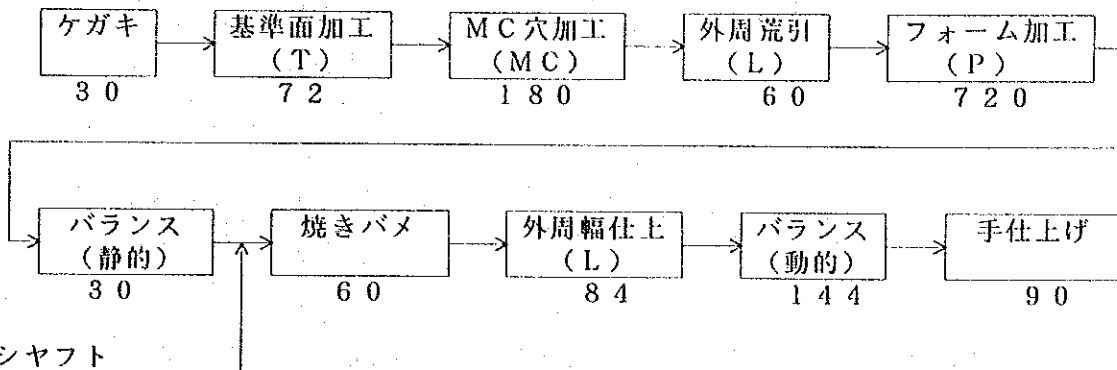 ケガキ
基準面加工
(T)
MC穴加工
(MC)
外周荒引
(L)
フォーム加工
(P)
30
72
180
60
720
バランス
(静的)
焼きバメ
外周幅仕上
(L)
バランス
(動的)
手仕上げ
30
60
84
144
90
シヤフト